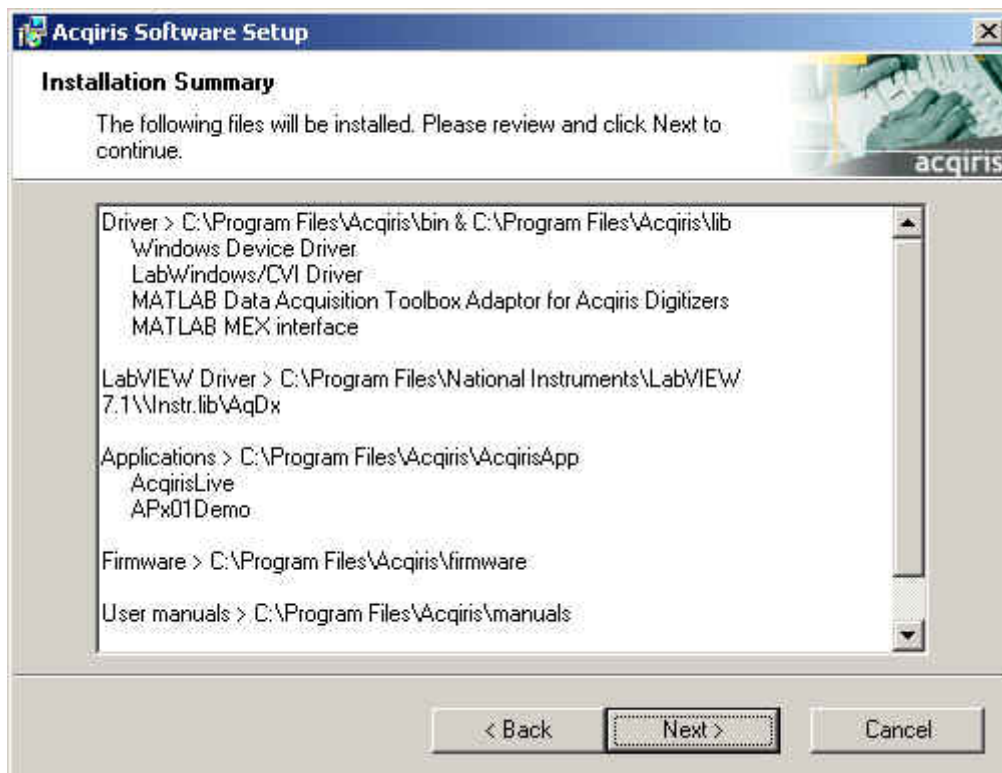 Acqiris Software Setup
Installation Summary
The following files will be installed. Please review and click Next to
continue.
acqiris
Driver > C:\Program Files\Acqiris\bin & C:\Program Files\Acqiris\lib
Windows Device Driver
LabWindows/CVI Driver
MATLAB Data Acquisition Toolbox Adaptor for Acqiris Digitizers
MATLAB MEX interface
LabVIEW Driver > C:\Program Files\National Instruments\LabVIEW
7.1\\Instr.lib\AqDx
Applications > C:\Program Files\Acqiris\AcqirisApp
AcqirisLive
APx01Demo
Firmware > C:\Program Files\Acqiris\firmware
User manuals > C:\Program Files\Acqiris\manuals
< Back
Next >
Cancel